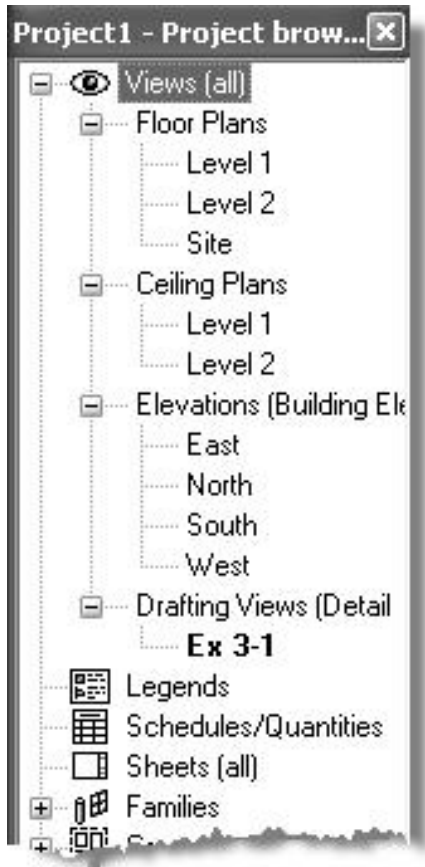 Project1 - Project brow...
Views (all)
Floor Plans
Level 1
Level 2
Site
Ceiling Plans
Level 1
Level 2
Elevations (Building Ele
East
North
South
West
Drafting Views (Detail
Ex 3-1
Legends
Schedules/Quantities
Sheets (all)
Families